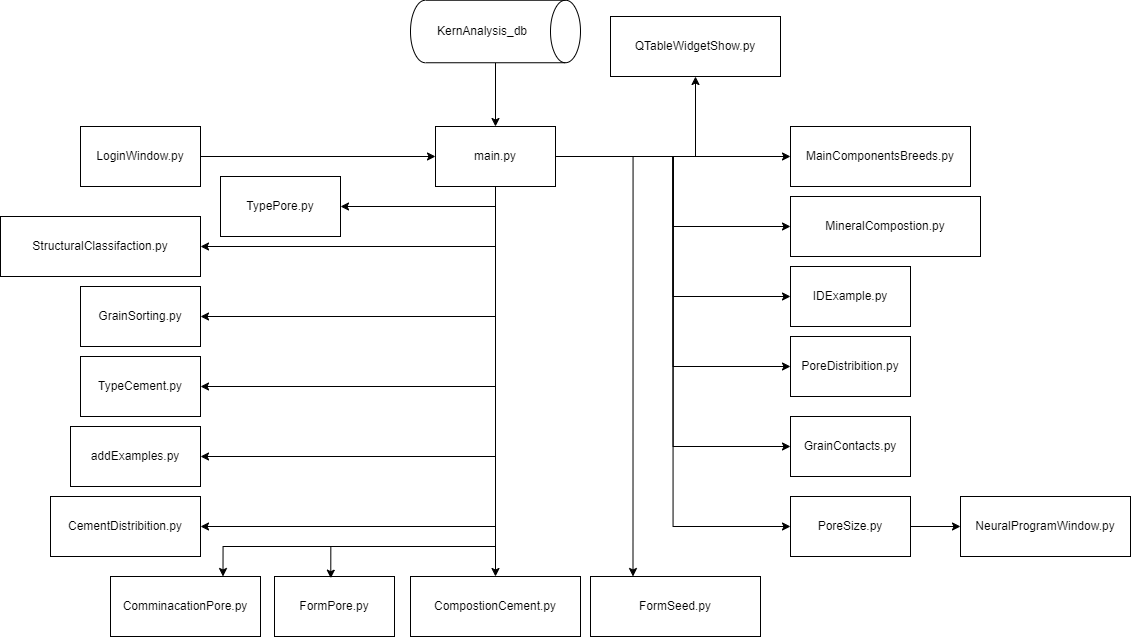 KernAnalysis_db
QTableWidgetShow.py
LoginWindow.py
main.py
MainComponentsBreeds.py
TypePore.py
MineralCompostion.py
StructuralClassifaction.py
IDExample.py
GrainSorting.py
PoreDistribition.py
TypeCement.py
GrainContacts.py
addExamples.py
CementDistribition.py
PoreSize.py
NeuralProgramWindow.py
ComminacationPore.py
FormPore.py
CompostionCement.py
FormSeed.py